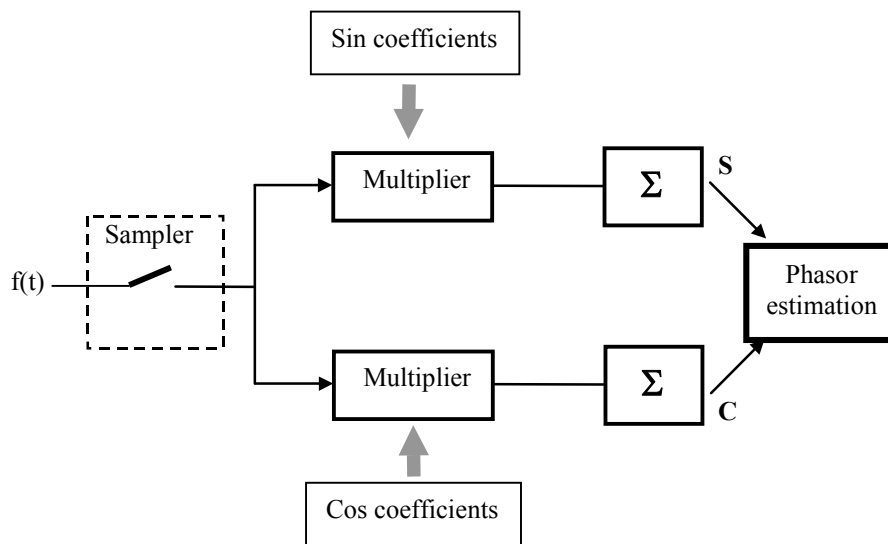 Sin coefficients
Multiplier
Σ
S
Sampler
f(t)
Phasor
estimation
Multiplier
Σ
C
Cos coefficients